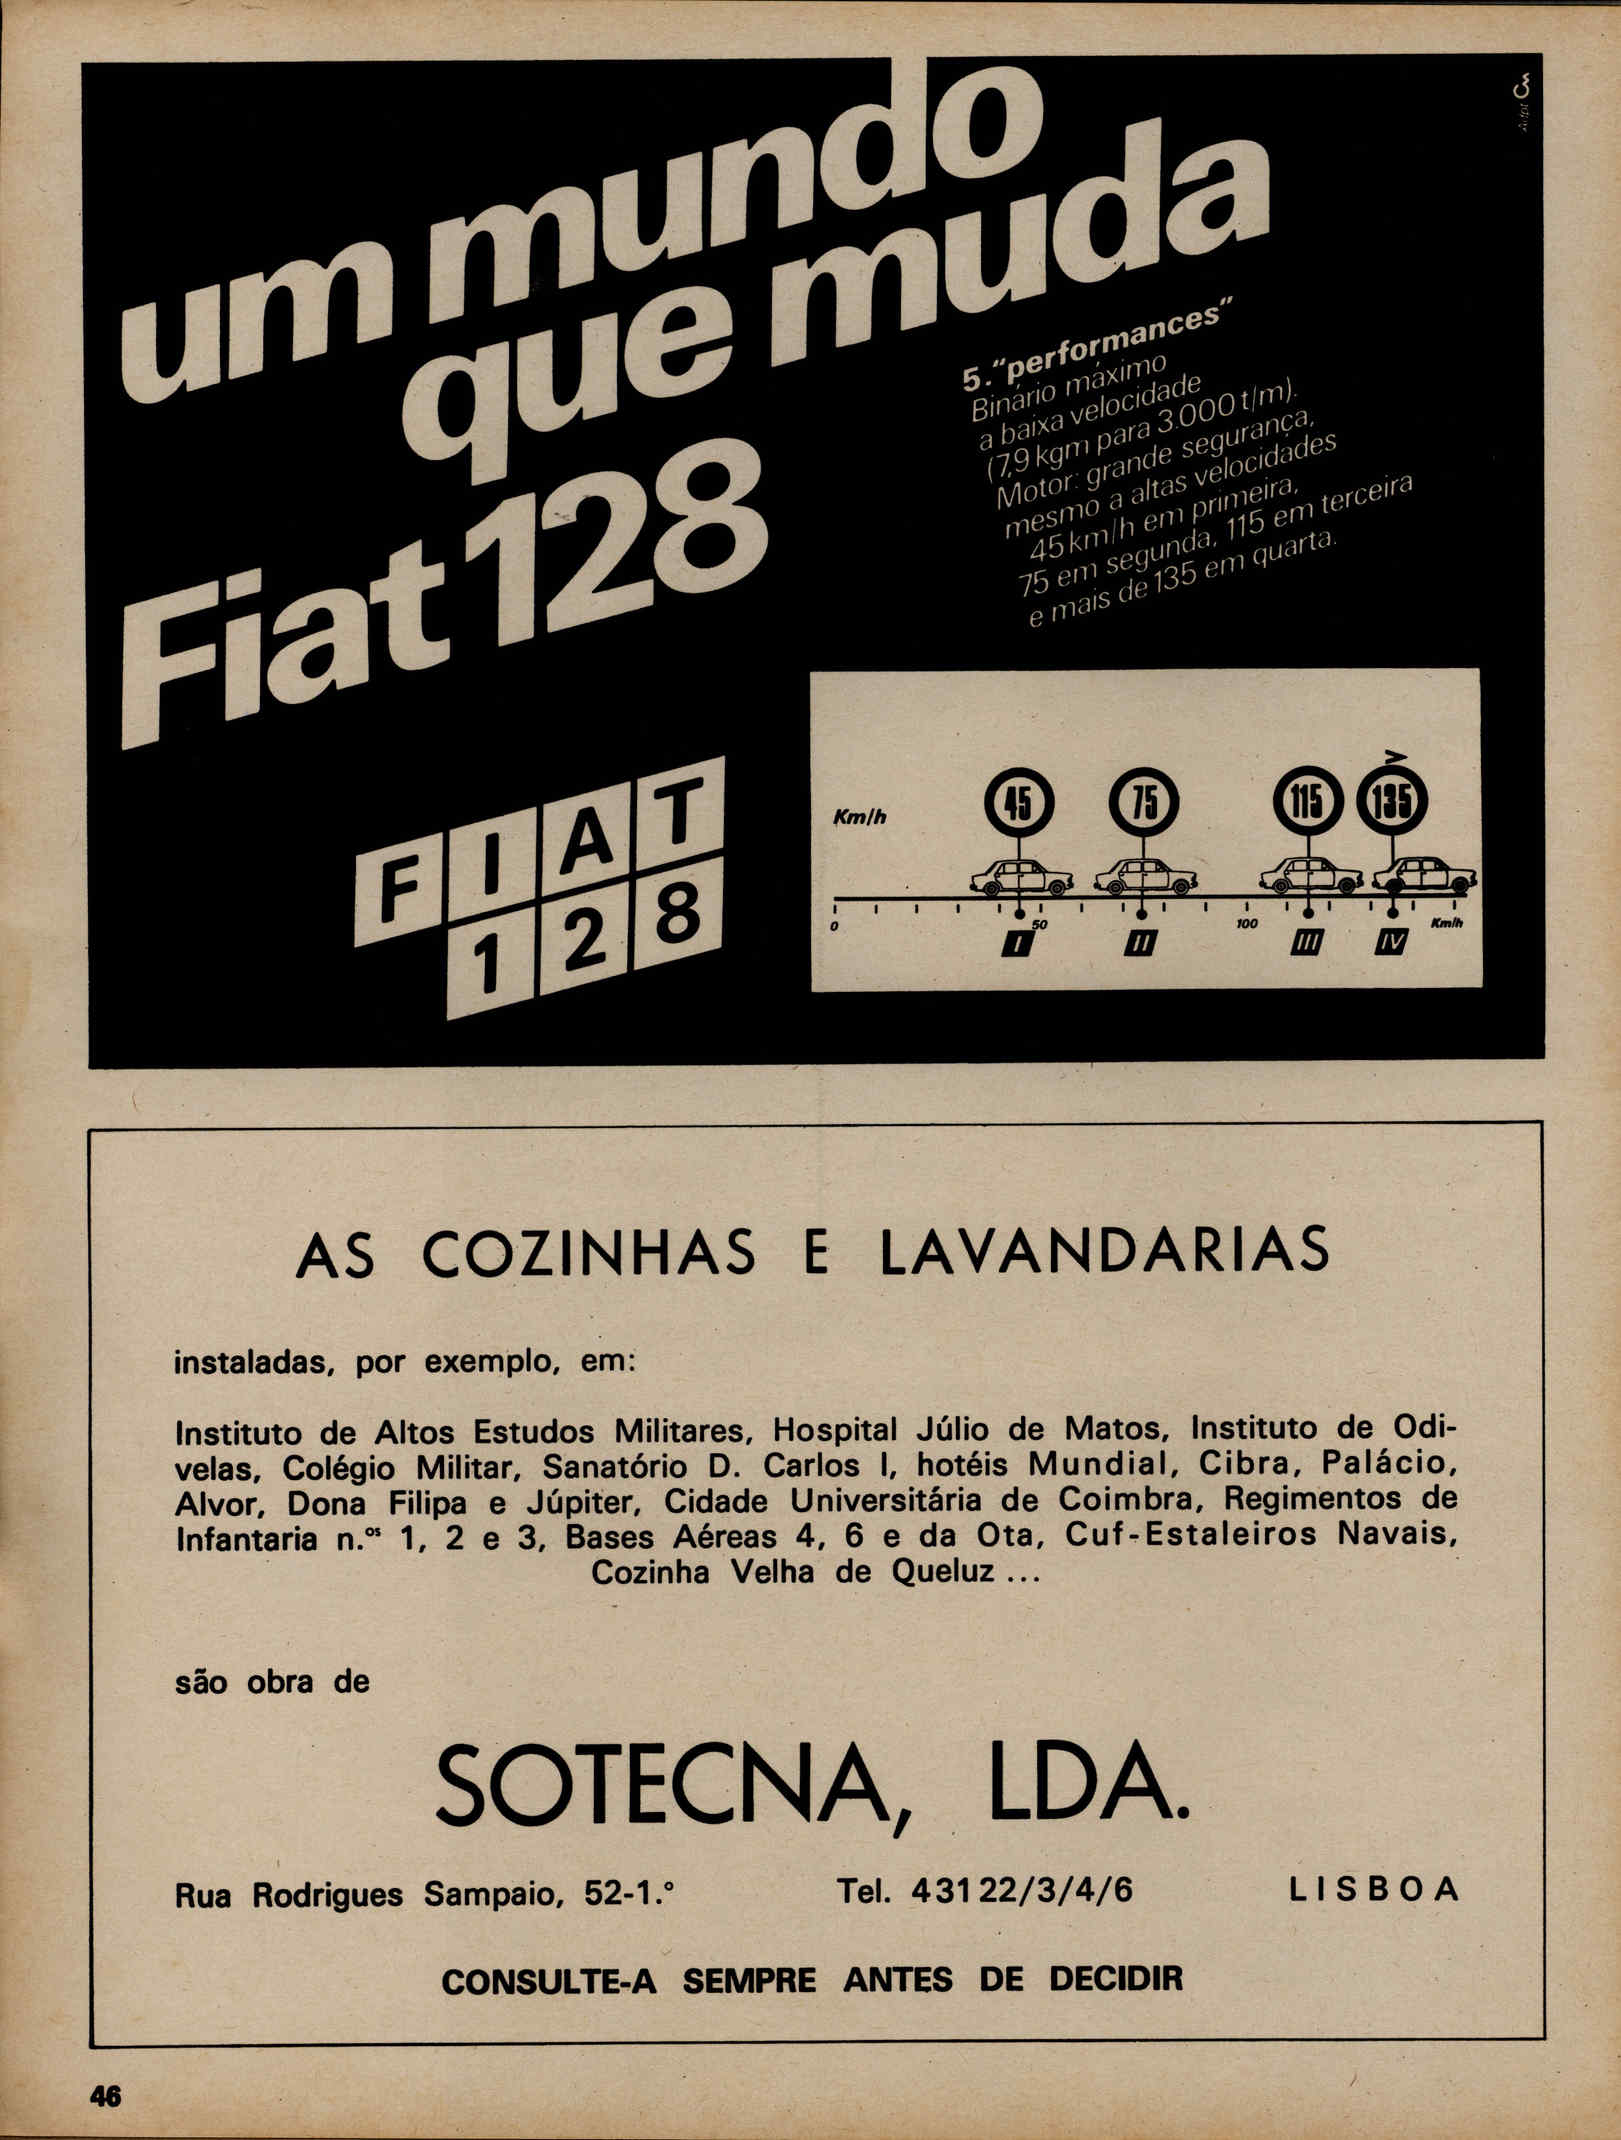 um mundo
que muda
Fiat 128
5."performances"
Binário máximo
a baixa velocidade
(7,9 kgm para 3.000 t/m).
Motor: grande segurança,
mesmo a altas velocidades
45 km/h em primeira,
75 em segunda, 115 em terceira
e mais de 135 em quarta.
FIAT
128
Km/h
45 75 115 >135
0 50 100 Km/h
I II III IV
AS COZINHAS E LAVANDARIAS
instaladas, por exemplo, em:
Instituto de Altos Estudos Militares, Hospital Júlio de Matos, Instituto de Odi-
velas, Colégio Militar, Sanatório D. Carlos I, hotéis Mundial, Cibra, Palácio,
Alvor, Dona Filipa e Júpiter, Cidade Universitária de Coimbra, Regimentos de
Infantaria n.ºˢ 1, 2 e 3, Bases Aéreas 4, 6 e da Ota, Cuf-Estaleiros Navais,
Cozinha Velha de Queluz ...
são obra de
SOTECNA, LDA.
Rua Rodrigues Sampaio, 52-1.º Tel. 43122/3/4/6 LISBOA
CONSULTE-A SEMPRE ANTES DE DECIDIR
46